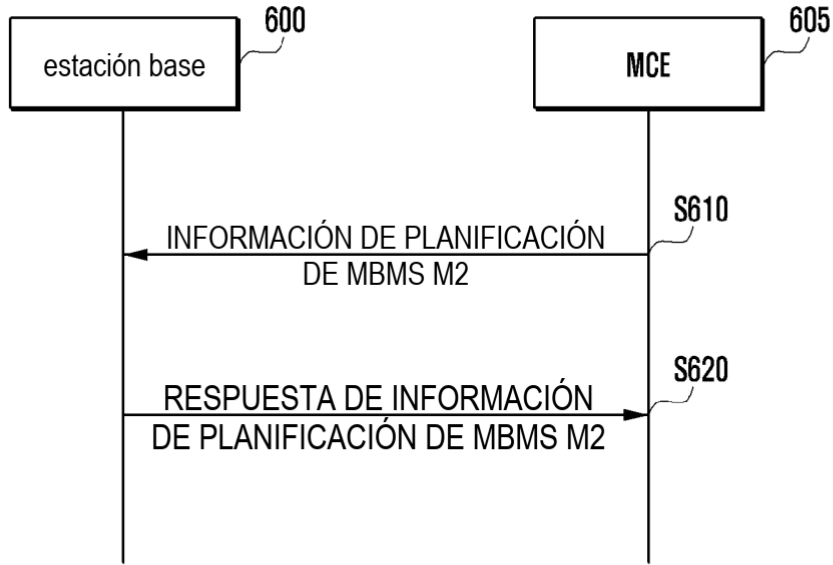 600
605
estación base
MCE
S610
INFORMACIÓN DE PLANIFICACIÓN
DE MBMS M2
S620
RESPUESTA DE INFORMACIÓN
DE PLANIFICACIÓN DE MBMS M2